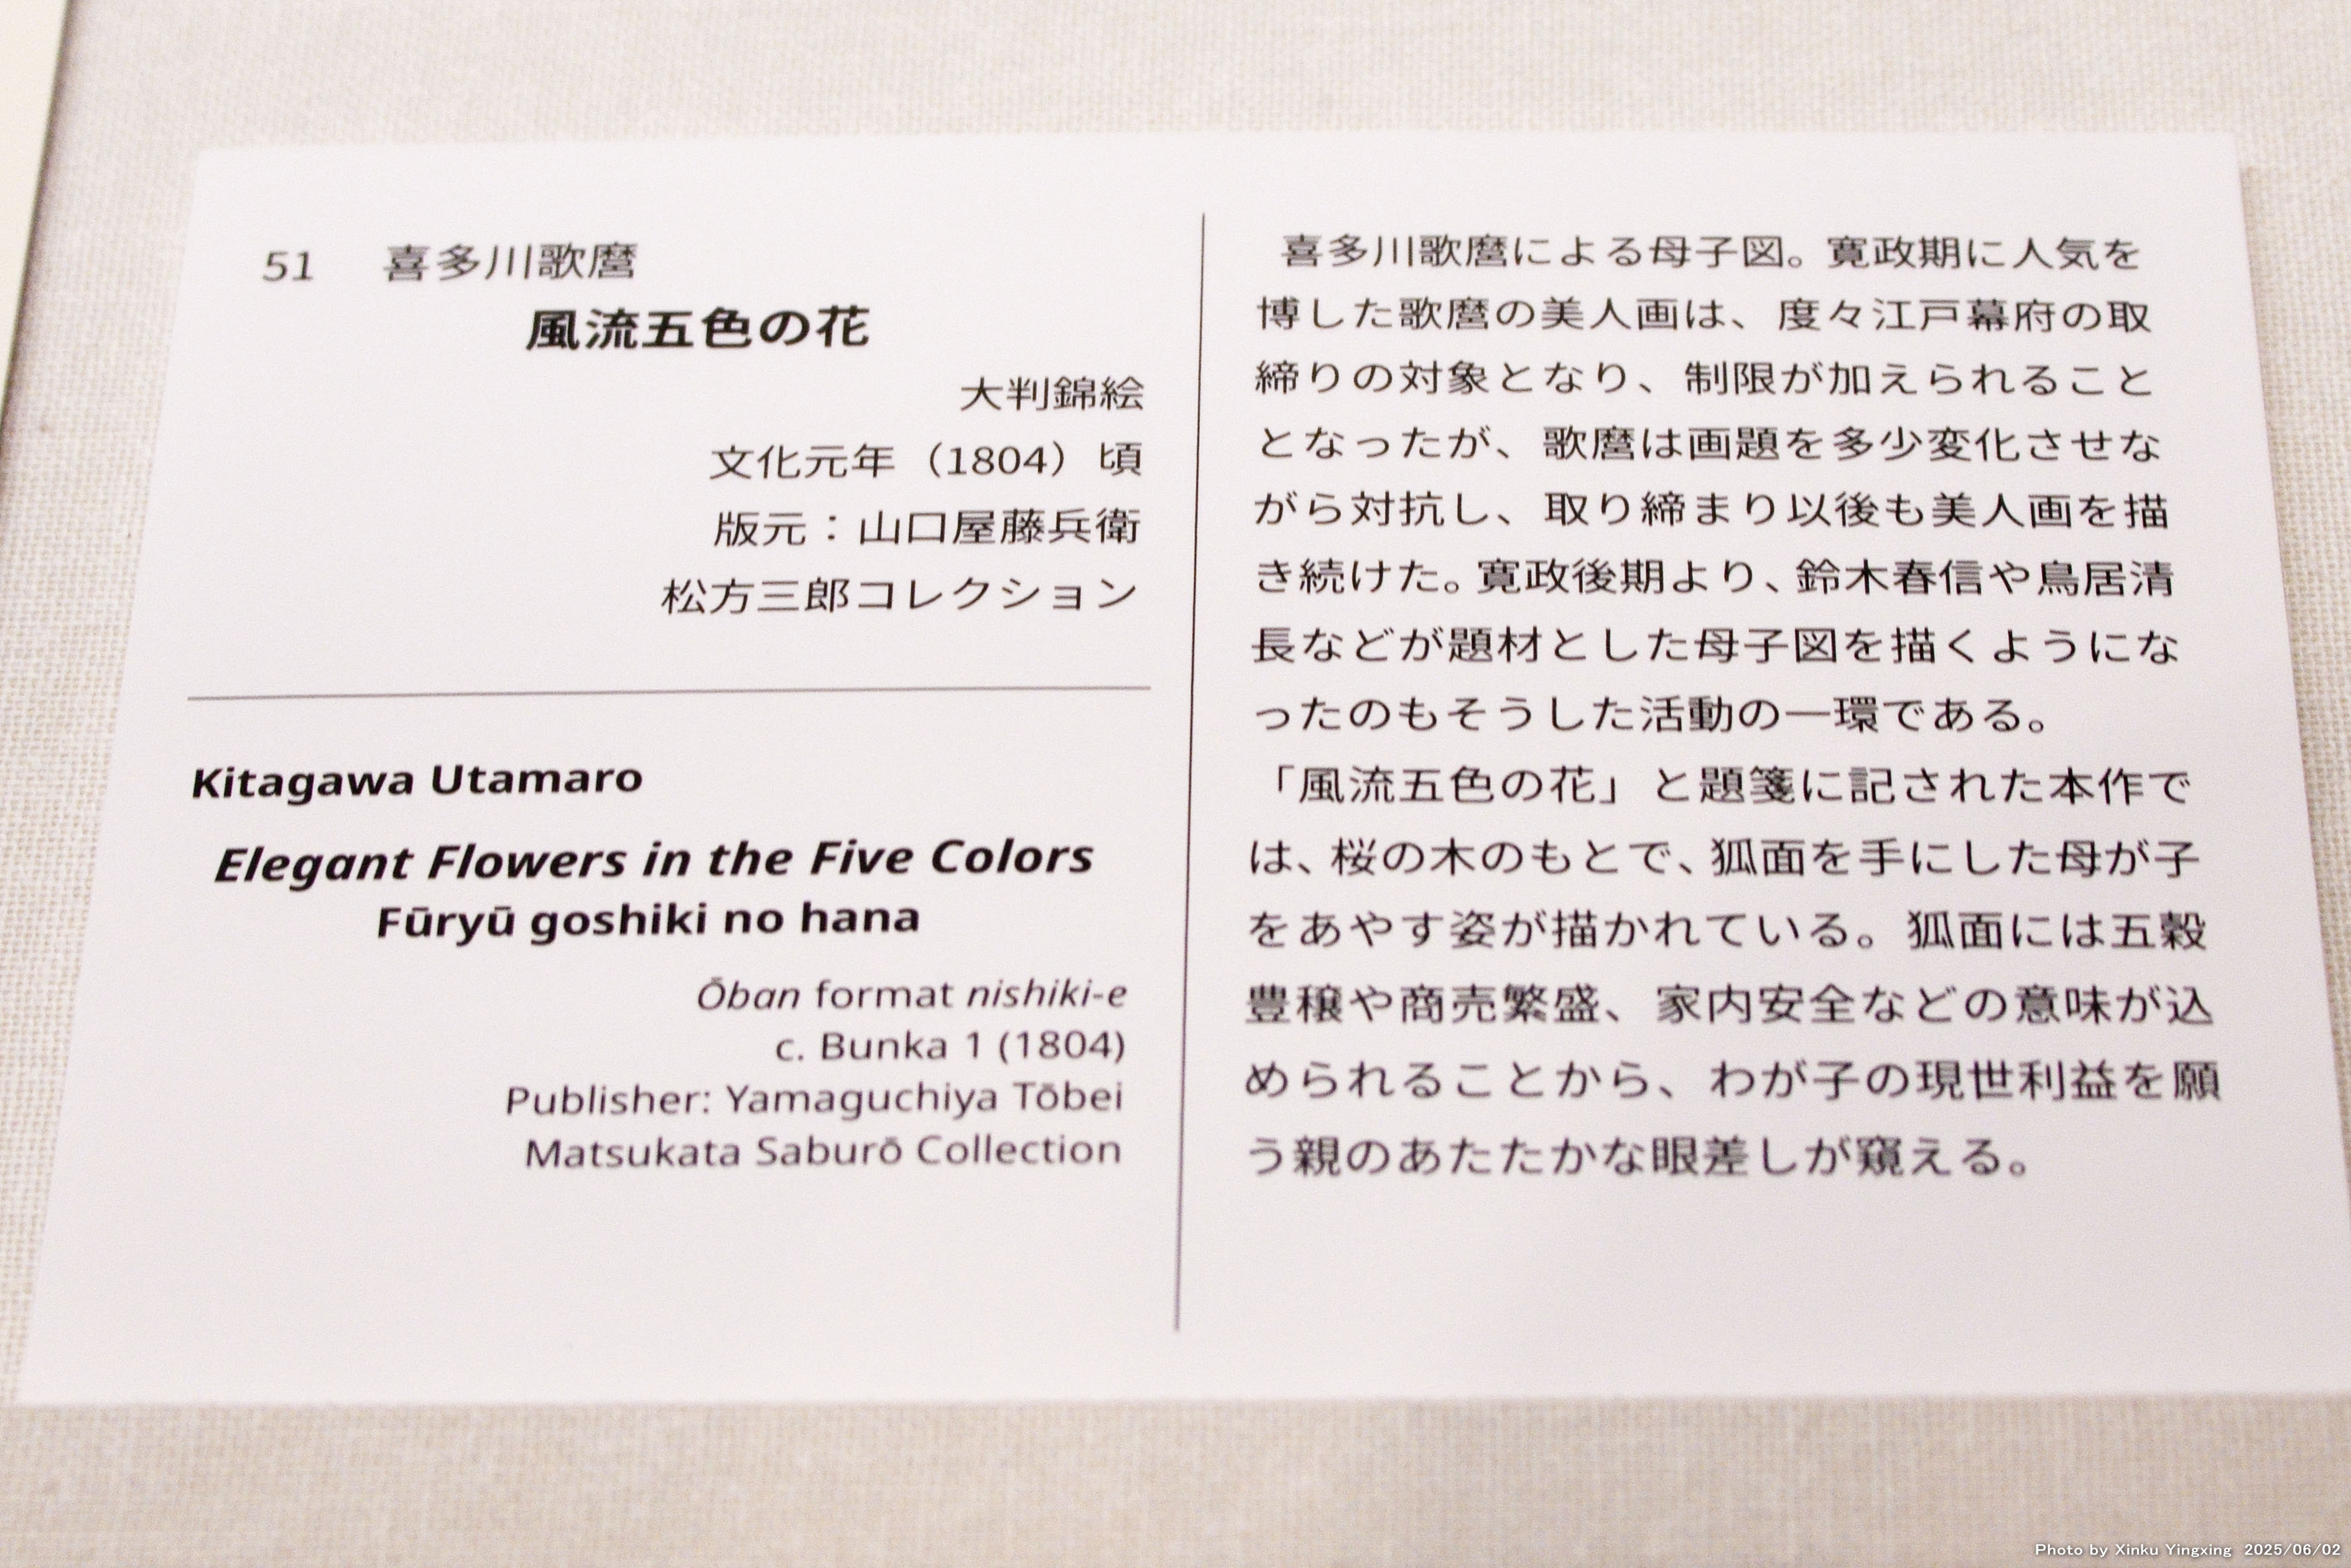 51 喜多川歌麿
風流五色の花
大判錦絵
文化元年（1804）頃
版元：山口屋藤兵衛
松方三郎コレクション
Kitagawa Utamaro
Elegant Flowers in the Five Colors
Fūryū goshiki no hana
Ōban format nishiki-e
c. Bunka 1 (1804)
Publisher: Yamaguchiya Tōbei
Matsukata Saburō Collection
喜多川歌麿による母子図。寛政期に人気を
博した歌麿の美人画は、度々江戸幕府の取
締りの対象となり、制限が加えられること
となったが、歌麿は画題を多少変化させな
がら対抗し、取り締まり以後も美人画を描
き続けた。寛政後期より、鈴木春信や鳥居清
長などが題材とした母子図を描くようにな
ったのもそうした活動の一環である。
「風流五色の花」と題箋に記された本作で
は、桜の木のもとで、狐面を手にした母が子
をあやす姿が描かれている。狐面には五穀
豊穣や商売繁盛、家内安全などの意味が込
められることから、わが子の現世利益を願
う親のあたたかな眼差しが窺える。
Photo by Xinku Yingxing 2025/06/02